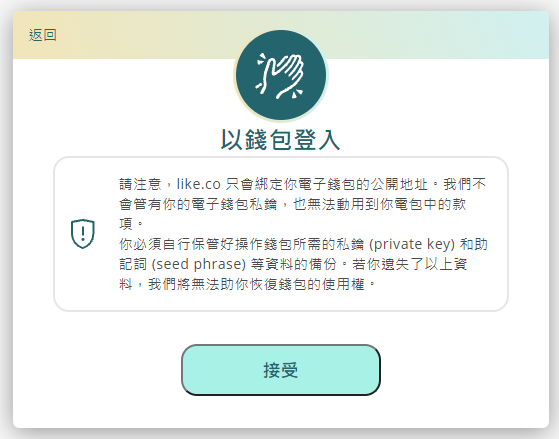 返回
以錢包登入
請注意，like.co 只會綁定你電子錢包的公開地址。我們不
會管有你的電子錢包私鑰，也無法動用到你電包中的款
項。
你必須自行保管好操作錢包所需的私鑰 (private key) 和助
記詞 (seed phrase) 等資料的備份。若你遺失了以上資
料，我們將無法助你恢復錢包的使用權。
接受